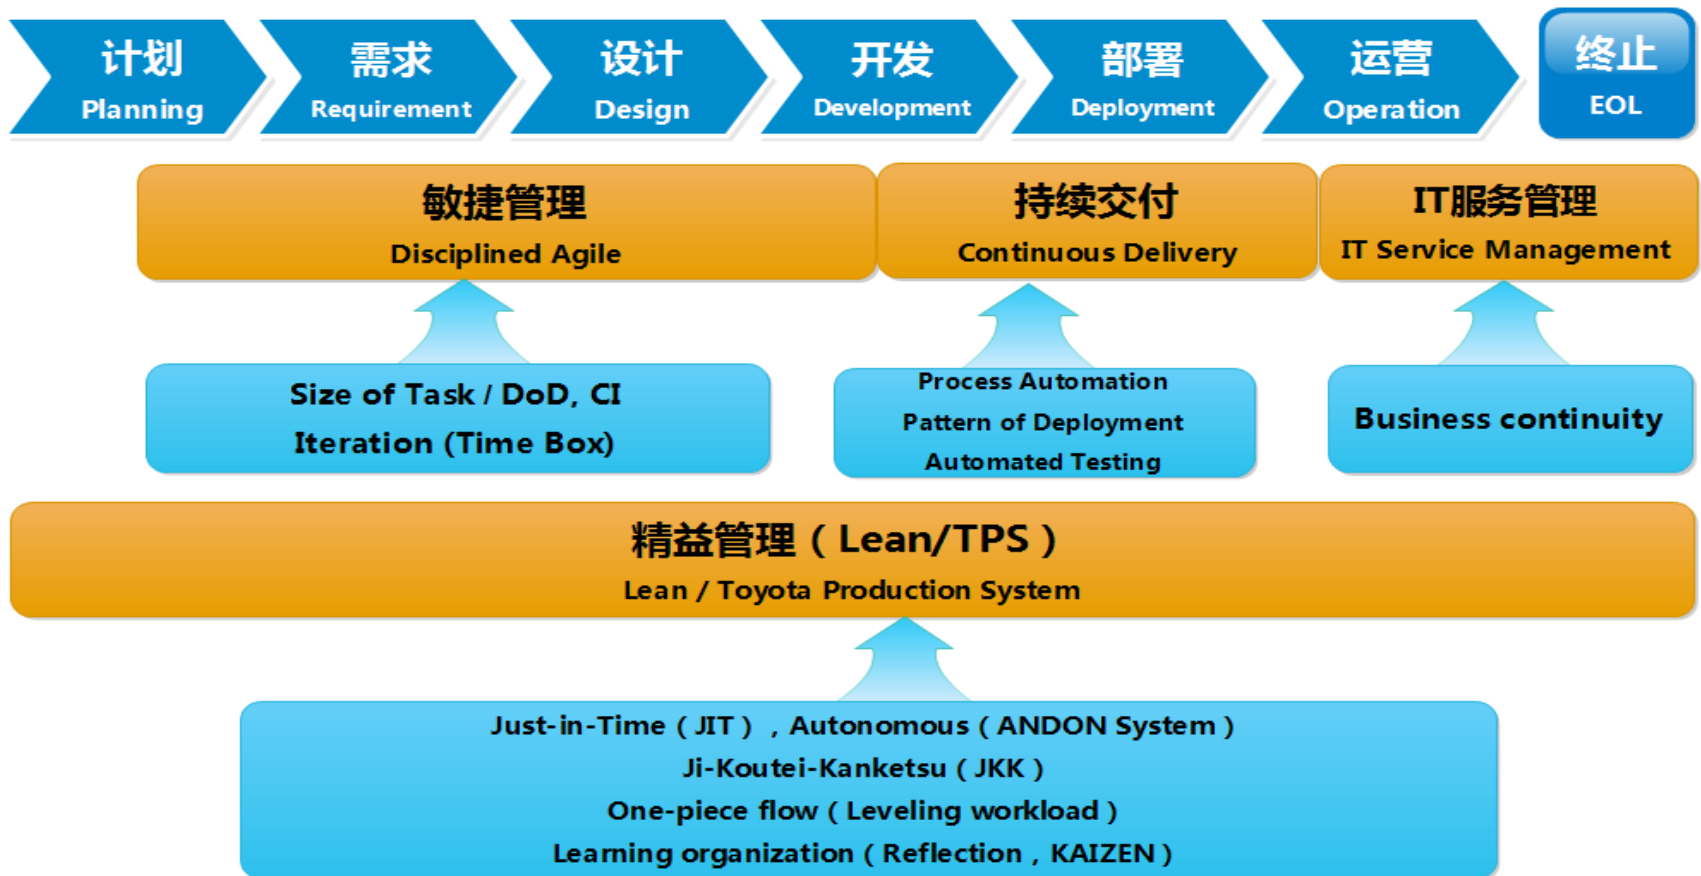 计划
Planning
需求
Requirement
设计
Design
开发
Development
部署
Deployment
运营
Operation
终止
EOL
敏捷管理
Disciplined Agile
持续交付
Continuous Delivery
IT服务管理
IT Service Management
Size of Task / DoD, CI
Iteration (Time Box)
Process Automation
Pattern of Deployment
Automated Testing
Business continuity
精益管理（Lean/TPS）
Lean / Toyota Production System
Just-in-Time（JIT），Autonomous（ANDON System）
Ji-Koutei-Kanketsu（JKK）
One-piece flow（Leveling workload）
Learning organization（Reflection，KAIZEN）